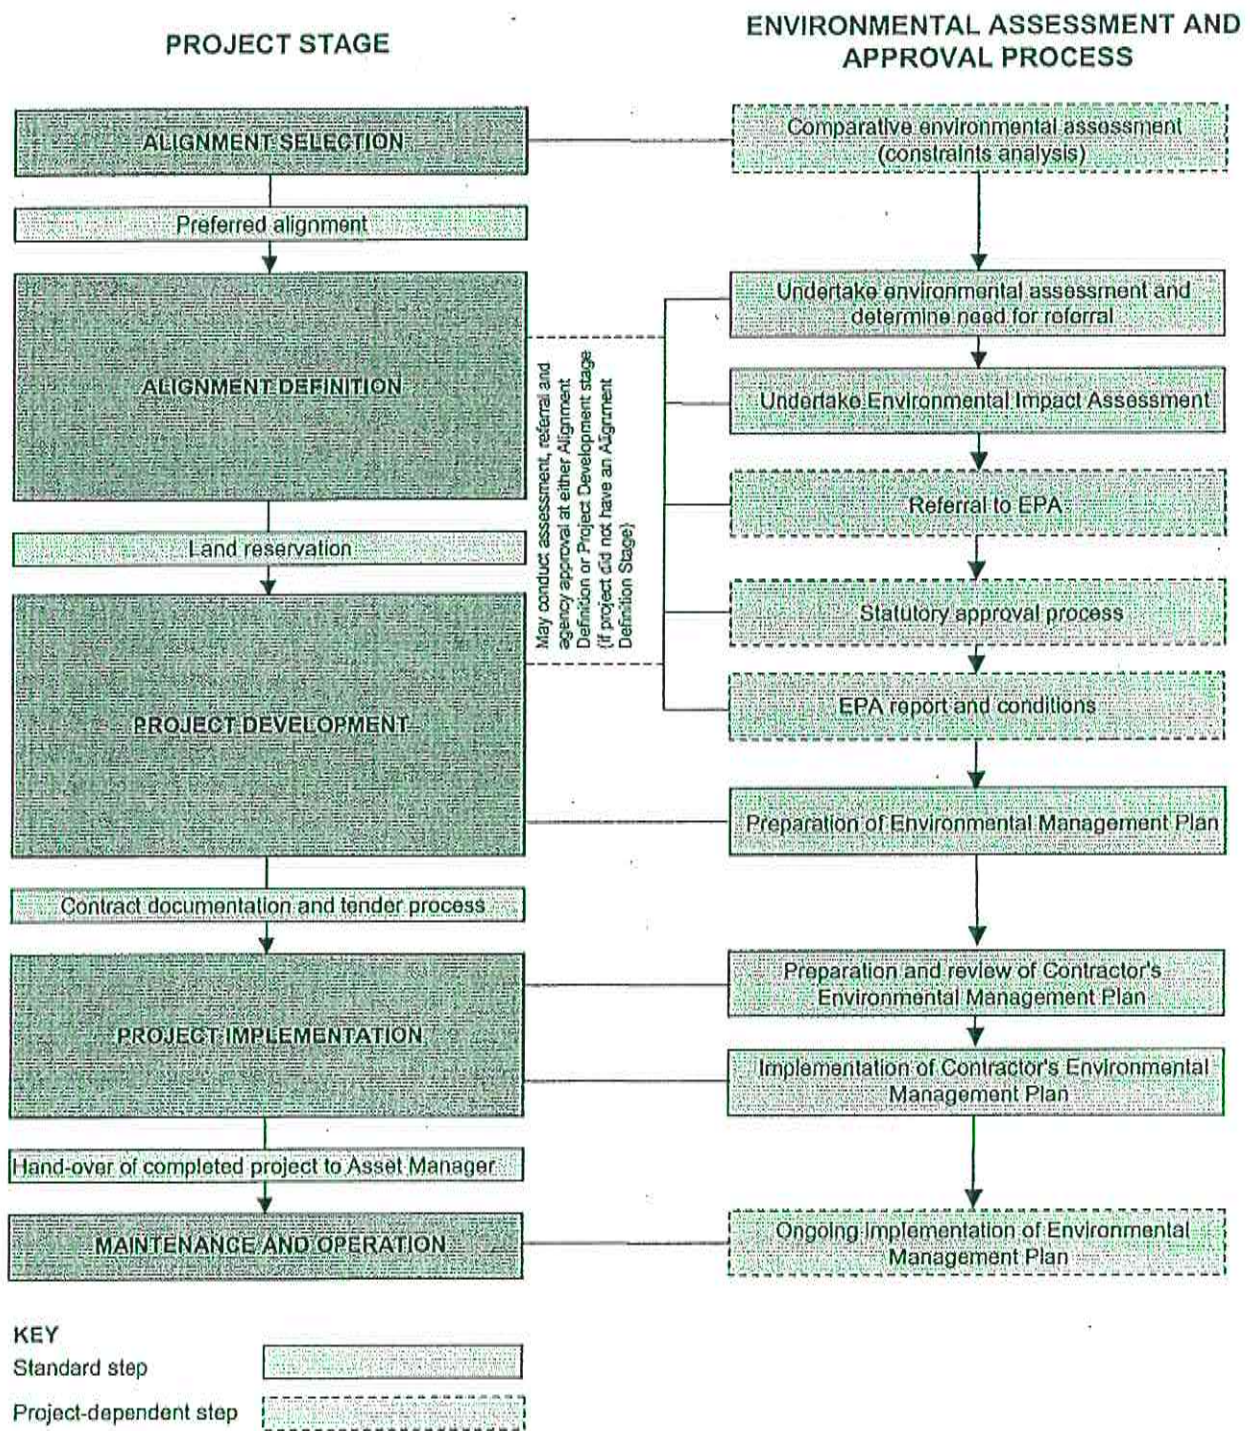 PROJECT STAGE
ENVIRONMENTAL ASSESSMENT AND
APPROVAL PROCESS
ALIGNMENT SELECTION
Comparative environmental assessment
(constraints analysis)
Preferred alignment
ALIGNMENT DEFINITION
Undertake environmental assessment and
determine need for referral
Undertake Environmental Impact Assessment
May conduct assessment, referral and
agency approval at either Alignment
Definition or Project Development stage
(if project did not have an Alignment
Definition Stage)
Referral to EPA
Land reservation
Statutory approval process
PROJECT DEVELOPMENT
EPA report and conditions
Preparation of Environmental Management Plan
Contract documentation and tender process
PROJECT IMPLEMENTATION
Preparation and review of Contractor's
Environmental Management Plan
Implementation of Contractor's Environmental
Management Plan
Hand-over of completed project to Asset Manager
MAINTENANCE AND OPERATION
Ongoing Implementation of Environmental
Management Plan
KEY
Standard step
Project-dependent step